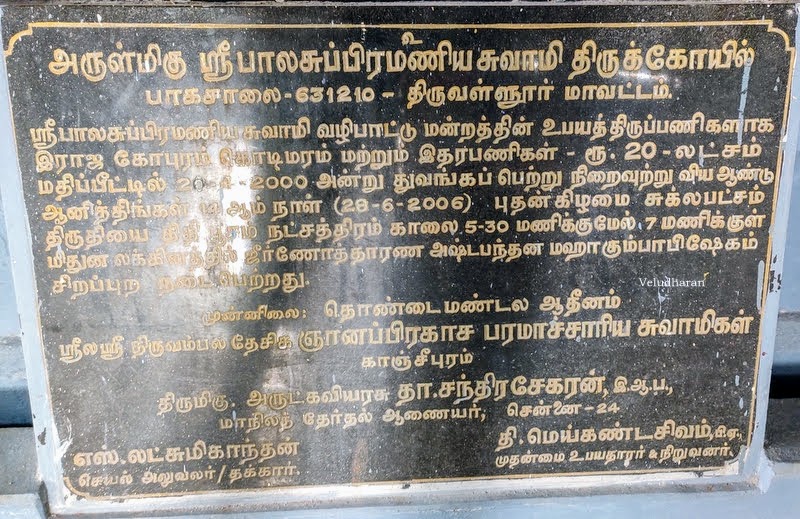 அருள்மிகு ஸ்ரீ பாலசுப்பிரமணிய சுவாமி திருக்கோயில்
பாகசாலை - 631210 - திருவள்ளூர் மாவட்டம்.
ஸ்ரீ பாலசுப்பிரமணிய சுவாமி வழிபாட்டு மன்றத்தின் உபயத்திருப்பணிகளாக
இராஜ கோபுரம் கொடிமரம் மற்றும் இதரபணிகள் - ரூ. 20 - லட்சம்
மதிப்பீட்டில் 2000 அன்று துவங்கப் பெற்று நிறைவுற்று விய ஆண்டு
ஆனித்திங்கள் ஆம் நாள் (28-6-2006) புதன்கிழமை சுக்லபட்சம்
திருதியை நட்சத்திரம் காலை 5-30 மணிக்குமேல் 7 மணிக்குள்
மிதுன லக்கினத்தில் ஜீர்ணோத்தாரண அஷ்டபந்தன மஹா கும்பாபிஷேகம்
சிறப்புற நடைபெற்றது.
Veludharan
முன்னிலை: தொண்டைமண்டல ஆதீனம்
ஸ்ரீலஸ்ரீ திருவம்பல தேசிக ஞானப்பிரகாச பரமாச்சாரிய சுவாமிகள்
காஞ்சீபுரம்
திருமிகு. அருட்கவியரசு தா.சந்திரசேகரன், இ.ஆ.ப.,
மாநிலத் தேர்தல் ஆணையர், சென்னை - 24
எஸ்.லட்சுமிகாந்தன்
செயல் அலுவலர் / தக்கார்.
தி. மெய்கண்டசிவம், பி.ஏ.
முதன்மை உபயதாரர் & நிறுவனர்.